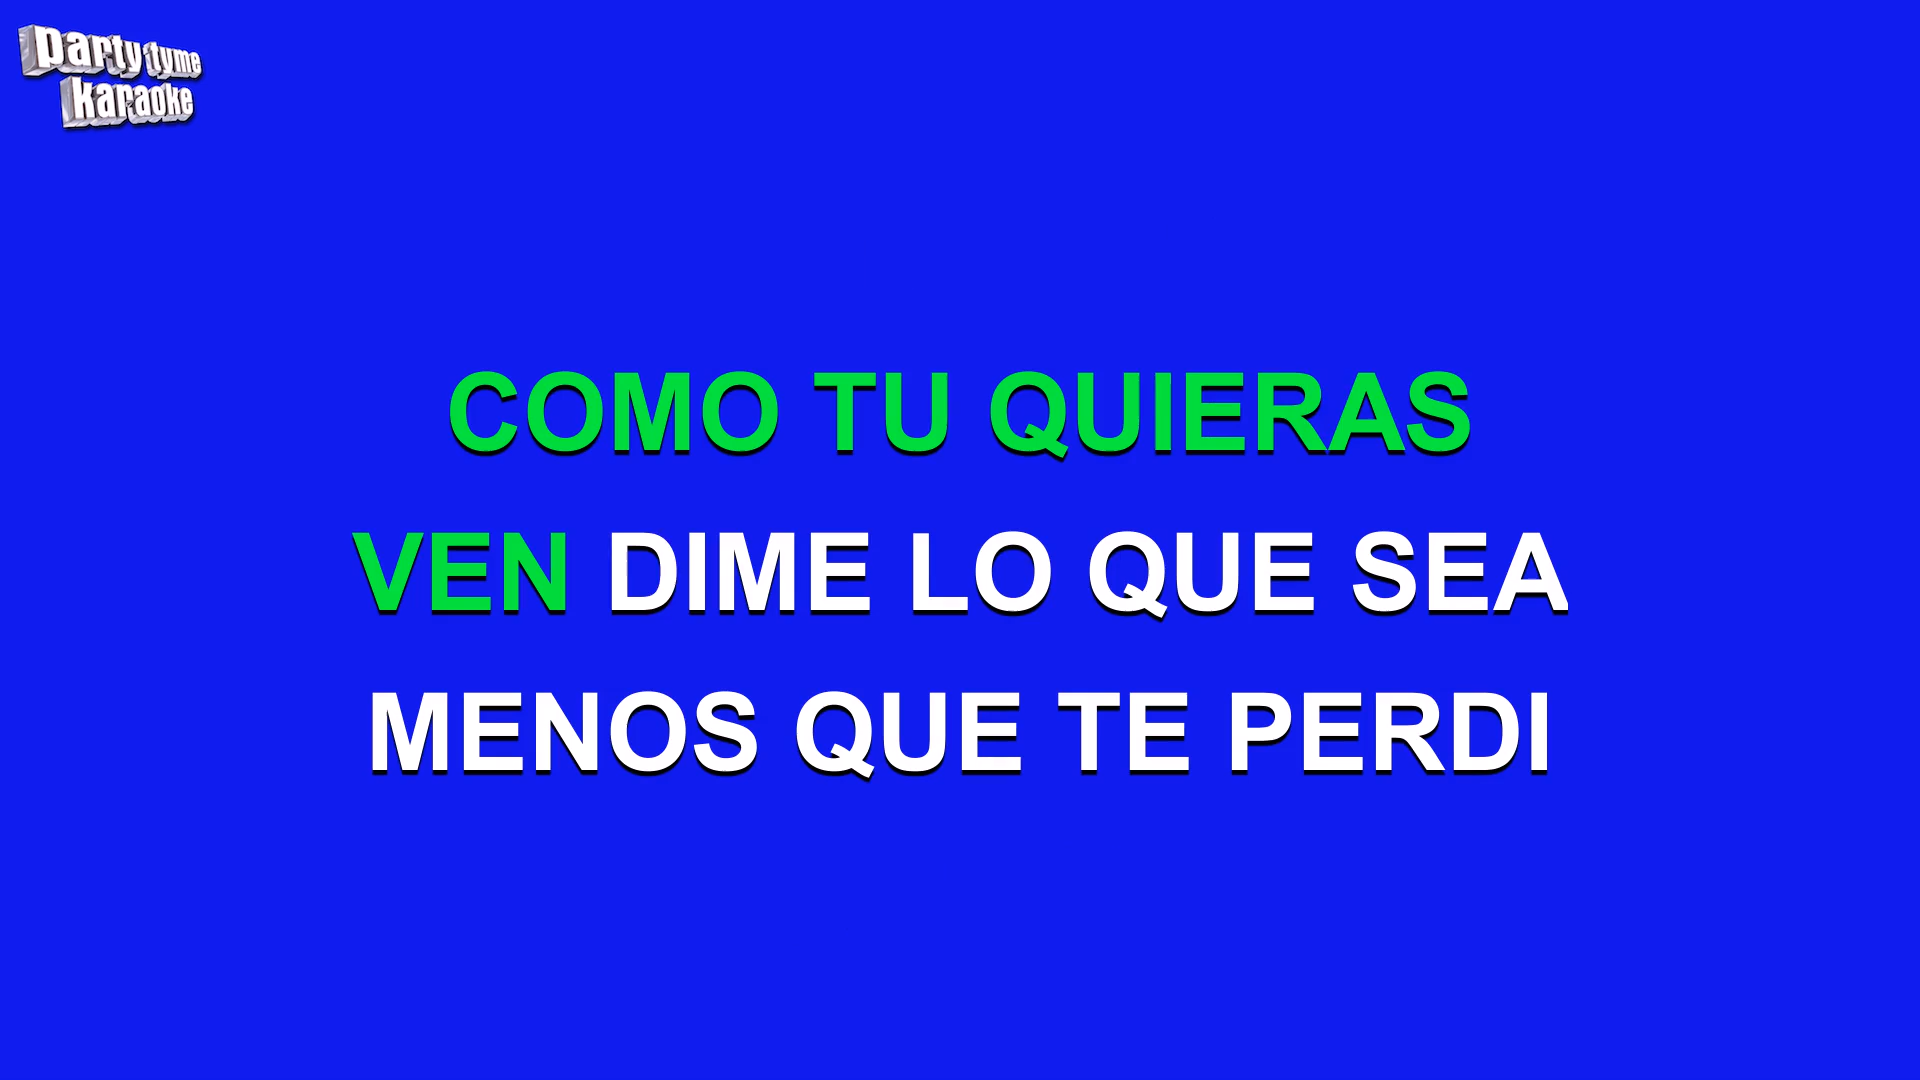 party tyme
karaoke
COMO TU QUIERAS
VEN DIME LO QUE SEA
MENOS QUE TE PERDI